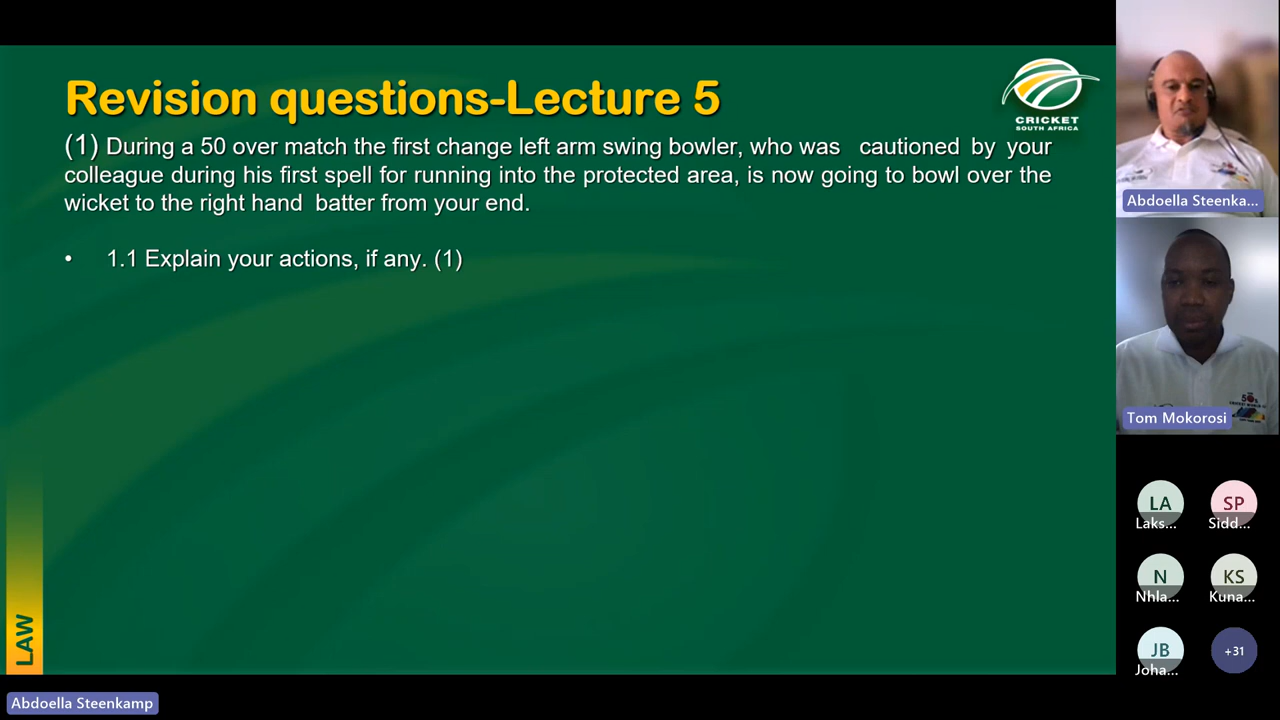 Revision questions-Lecture 5
CRICKET
SOUTH AFRICA
(1) During a 50 over match the first change left arm swing bowler, who was cautioned by your
colleague during his first spell for running into the protected area, is now going to bowl over the
wicket to the right hand batter from your end.
• 1.1 Explain your actions, if any. (1)
LAW
Abdoella Steenkamp
Abdoella Steenka...
Tom Mokorosi
LA
Laks...
SP
Sidd...
N
Nhla...
KS
Kuna...
JB
Joha...
+31